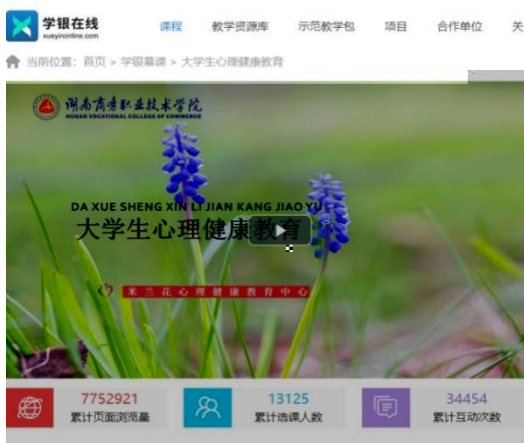 学银在线
xueyinonline.com
课程 教学资源库 示范教学包 项目 合作单位 关
当前位置：首页 > 学银慕课 > 大学生心理健康教育
湖南商务职业技术学院
HUNAN VOCATIONAL COLLEGE OF COMMERCE
DA XUE SHENG XIN LI JIAN KANG JIAO YU
大学生心理健康教育
米兰花心理健康教育中心
7752921 13125 34454
累计页面浏览量 累计选课人数 累计互动次数